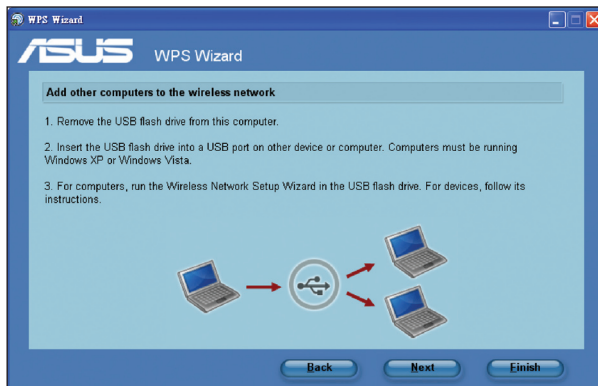 WPS Wizard
ASUS WPS Wizard
Add other computers to the wireless network
1. Remove the USB flash drive from this computer.
2. Insert the USB flash drive into a USB port on other device or computer. Computers must be running
Windows XP or Windows Vista.
3. For computers, run the Wireless Network Setup Wizard in the USB flash drive. For devices, follow its
instructions.
Back Next Finish